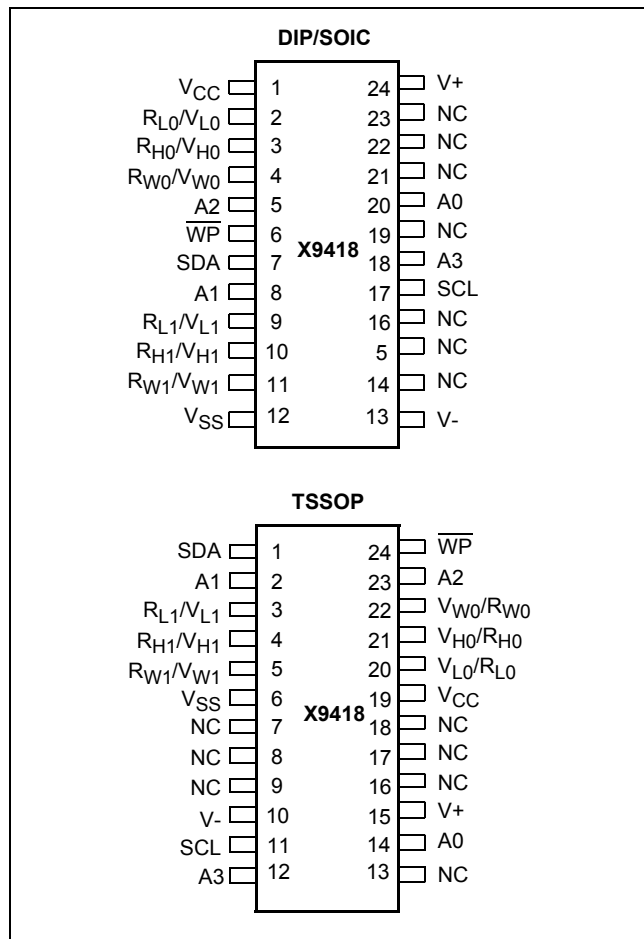 DIP/SOIC
VCC 1 24 V+
RL0/VL0 2 23 NC
RH0/VH0 3 22 NC
RW0/VW0 4 21 NC
A2 5 20 A0
WP 6 19 NC
X9418
SDA 7 18 A3
A1 8 17 SCL
RL1/VL1 9 16 NC
RH1/VH1 10 5 NC
RW1/VW1 11 14 NC
VSS 12 13 V-
TSSOP
SDA 1 24 WP
A1 2 23 A2
RL1/VL1 3 22 VW0/RW0
RH1/VH1 4 21 VH0/RH0
RW1/VW1 5 20 VL0/RL0
VSS 6 19 VCC
X9418
NC 7 18 NC
NC 8 17 NC
NC 9 16 NC
V- 10 15 V+
SCL 11 14 A0
A3 12 13 NC